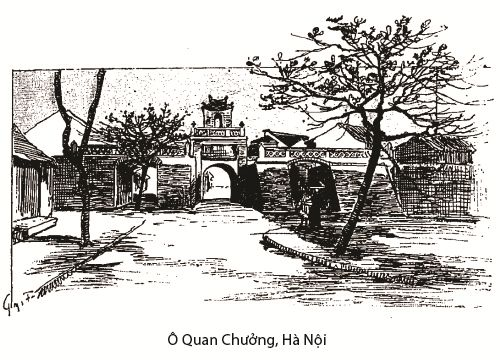 Ô Quan Chưởng, Hà Nội